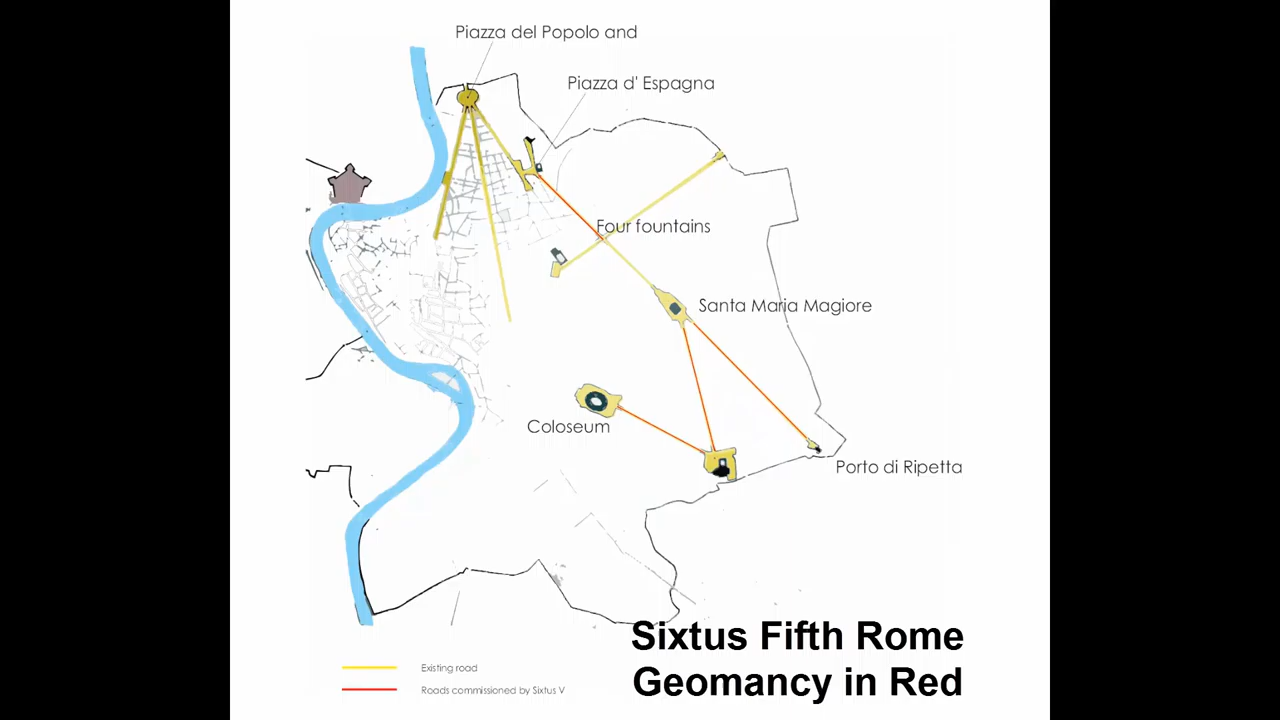 Piazza del Popolo and
Piazza d' Espagna
Four fountains
Santa Maria Magiore
Coloseum
Porto di Ripetta
Sixtus Fifth Rome
Geomancy in Red
Existing road
Roads commissioned by Sixtus V